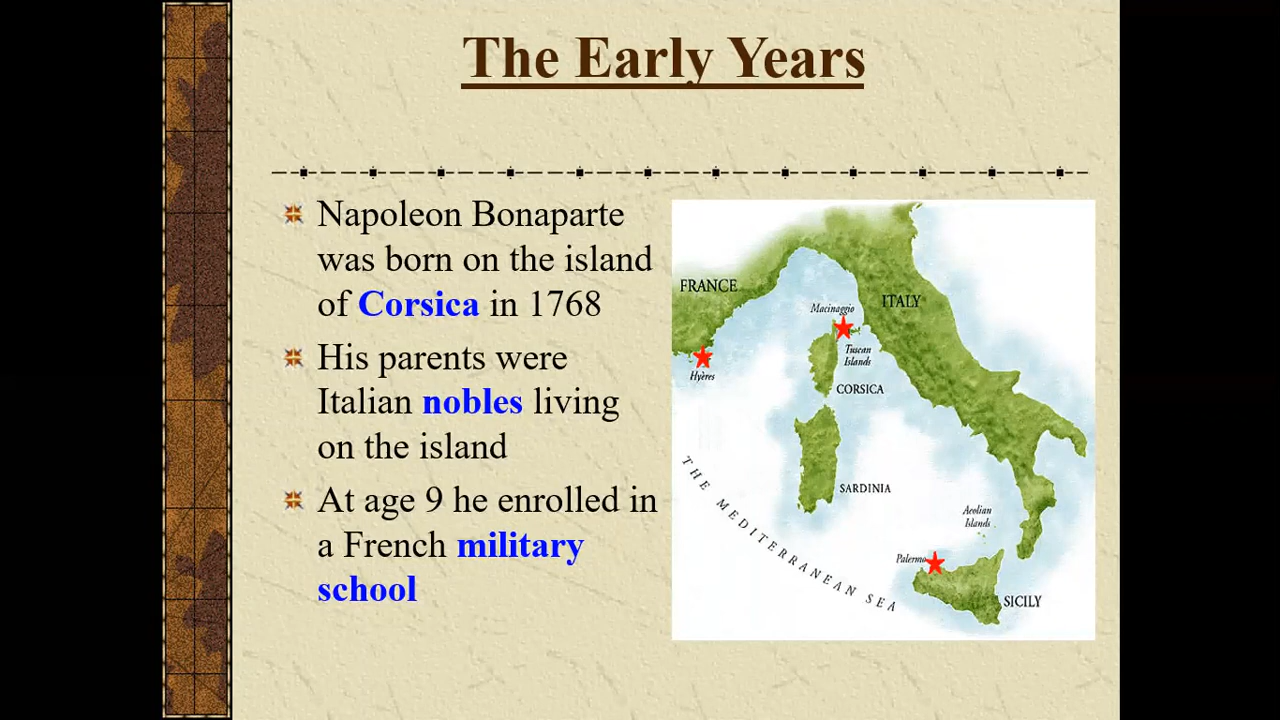 The Early Years
Napoleon Bonaparte
was born on the island
of Corsica in 1768
His parents were
Italian nobles living
on the island
At age 9 he enrolled in
a French military
school
FRANCE
ITALY
Macinaggio
Tuscan
Islands
Hyères
CORSICA
SARDINIA
THE MEDITERRANEAN SEA
Aeolian
Islands
Palermo
SICILY